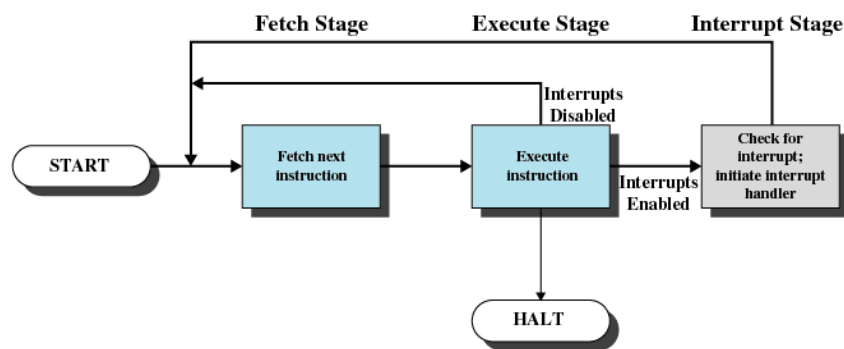 Fetch Stage
Execute Stage
Interrupt Stage
Interrupts
Disabled
START
Fetch next
instruction
Execute
instruction
Interrupts
Enabled
Check for
interrupt;
initiate interrupt
handler
HALT